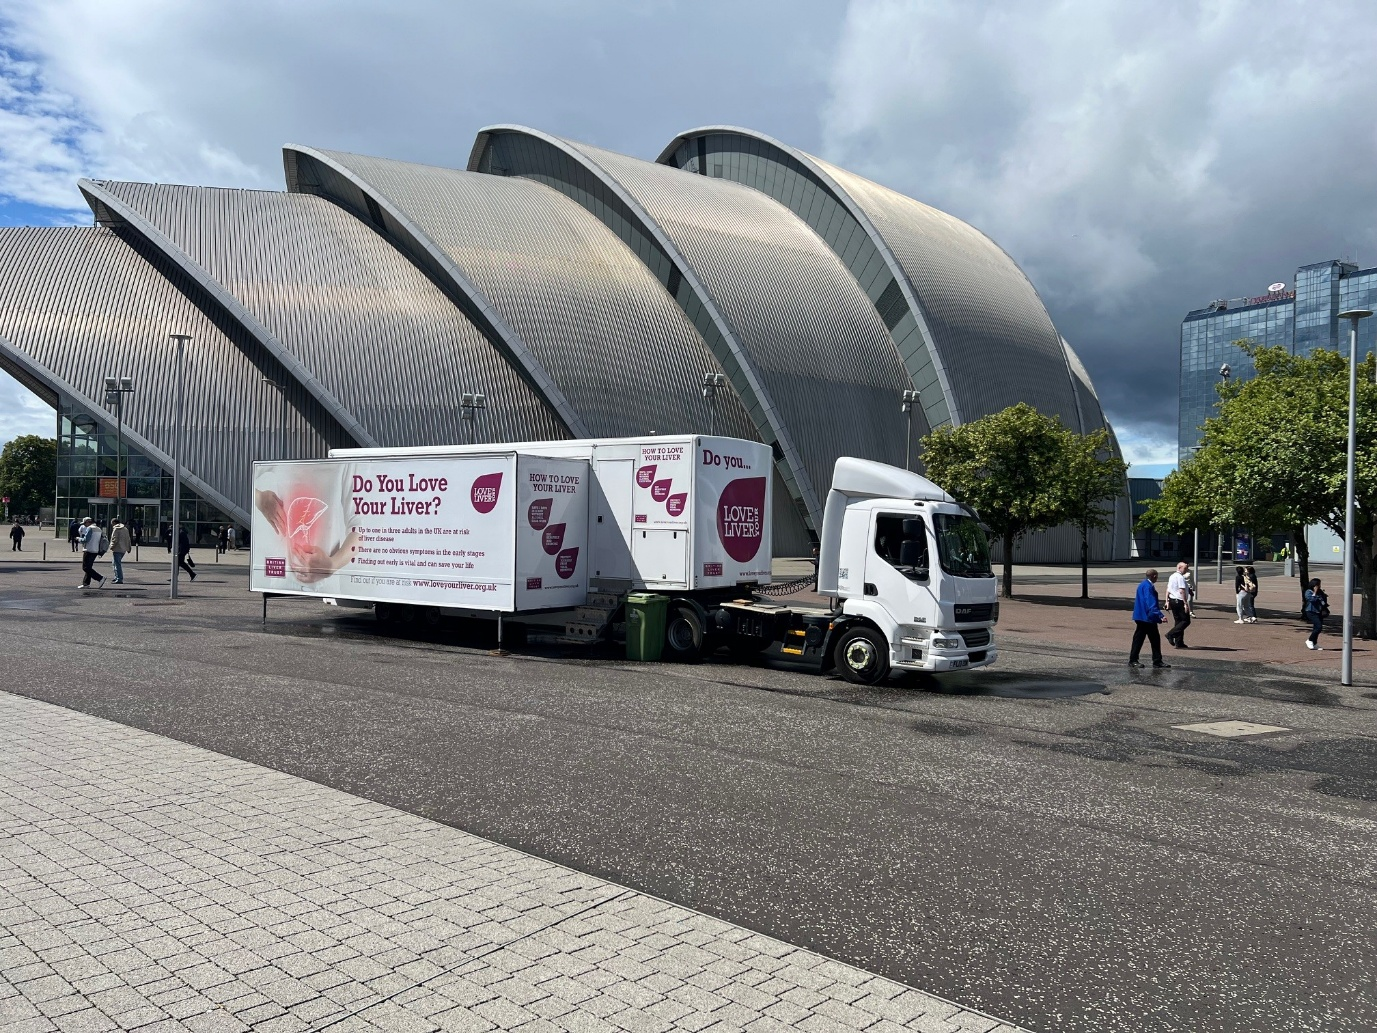 Do You Love
Your Liver?
LOVE
YOUR
LIVER
Up to one in three adults in the UK are at risk
of liver disease
There are no obvious symptoms in the early stages
Finding out early is vital and can save your life
BRITISH
LIVER
TRUST
Find out if you are at risk www.loveyourliver.org.uk
HOW TO LOVE
YOUR LIVER
HOW TO LOVE
YOUR LIVER
Do you...
LOVE
YOUR
LIVER
DAF